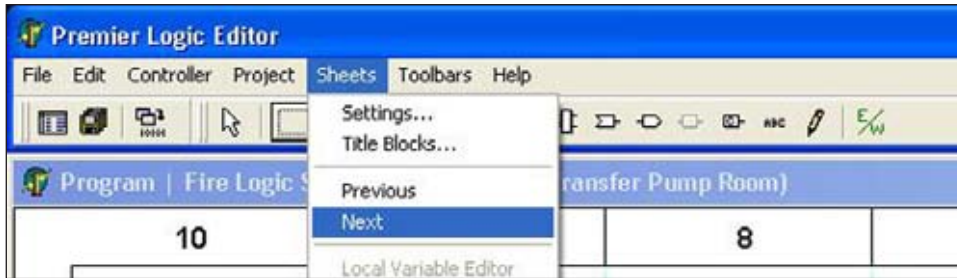 Premier Logic Editor
File Edit Controller Project Sheets Toolbars Help
ABC E/W
Settings...
Title Blocks...
Program | Fire Logic S ransfer Pump Room)
Previous
Next
10 8
Local Variable Editor